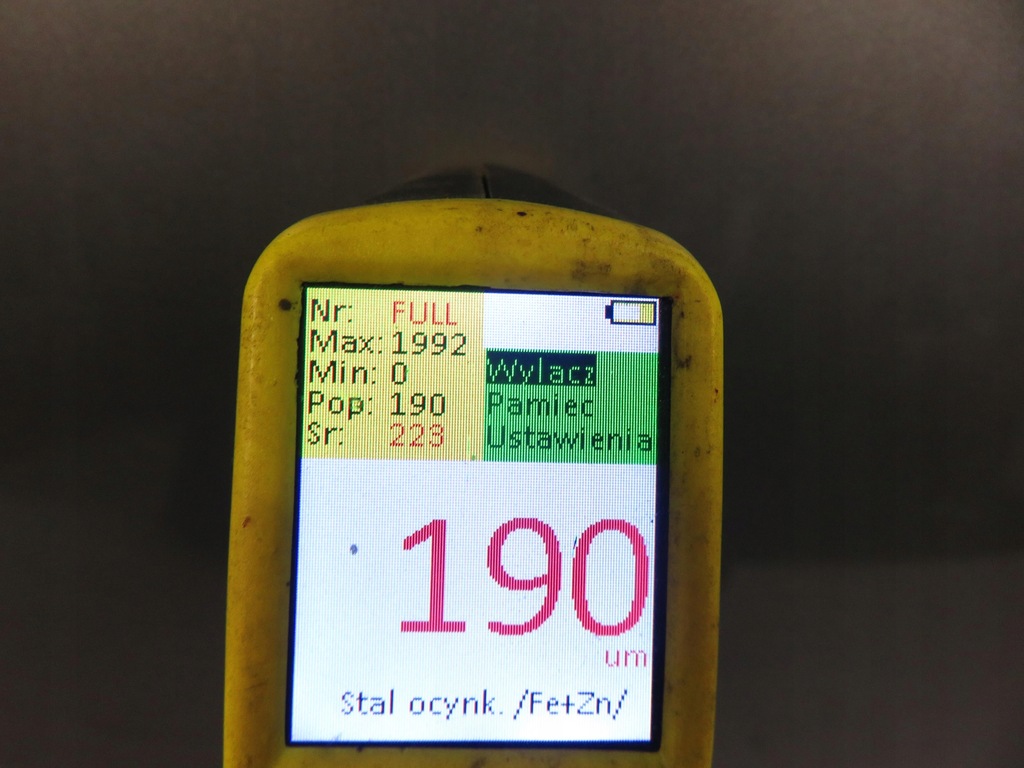 Nr: FULL
Max: 1992
Min: 0
Pop: 190
Sr: 223
Wylacz
Pamiec
Ustawienia
190
um
Stal ocynk. /Fe+Zn/